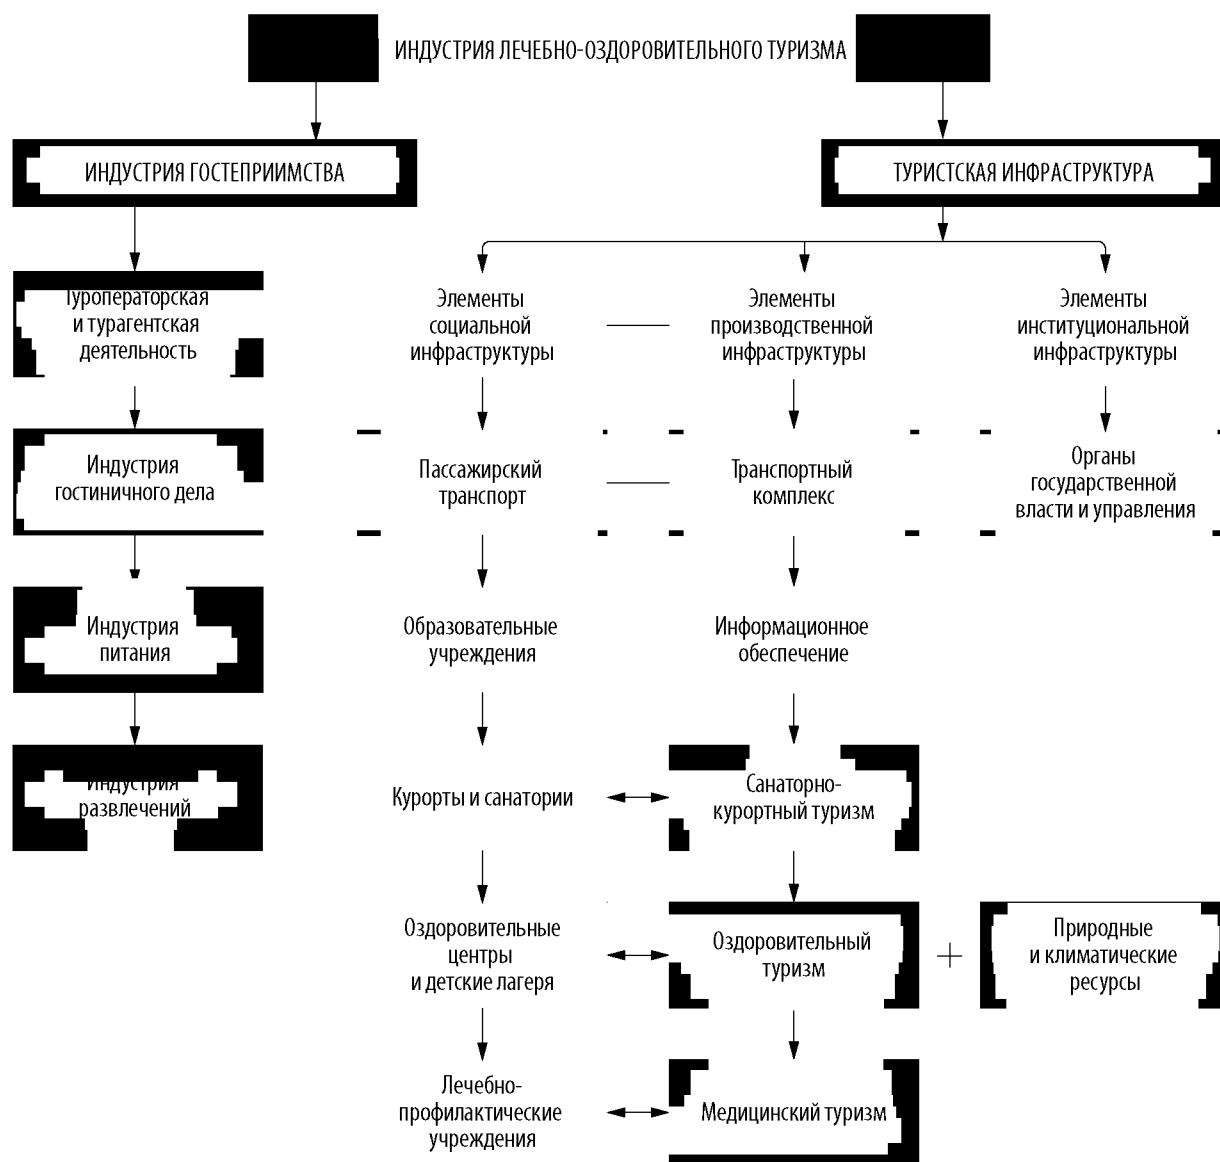 ИНДУСТРИЯ ЛЕЧЕБНО-ОЗДОРОВИТЕЛЬНОГО ТУРИЗМА
ИНДУСТРИЯ ГОСТЕПРИИМСТВА
ТУРИСТСКАЯ ИНФРАСТРУКТУРА
Туроператорская
и турагентская
деятельность
Элементы
социальной
инфраструктуры
Элементы
производственной
инфраструктуры
Элементы
институциональной
инфраструктуры
Индустрия
гостиничного дела
Пассажирский
транспорт
Транспортный
комплекс
Органы
государственной
власти и управления
Индустрия
питания
Образовательные
учреждения
Информационное
обеспечение
Индустрия
развлечений
Курорты и санатории
Санаторно-
курортный туризм
Оздоровительные
центры
и детские лагеря
Оздоровительный
туризм
+
Природные
и климатические
ресурсы
Лечебно-
профилактические
учреждения
Медицинский туризм